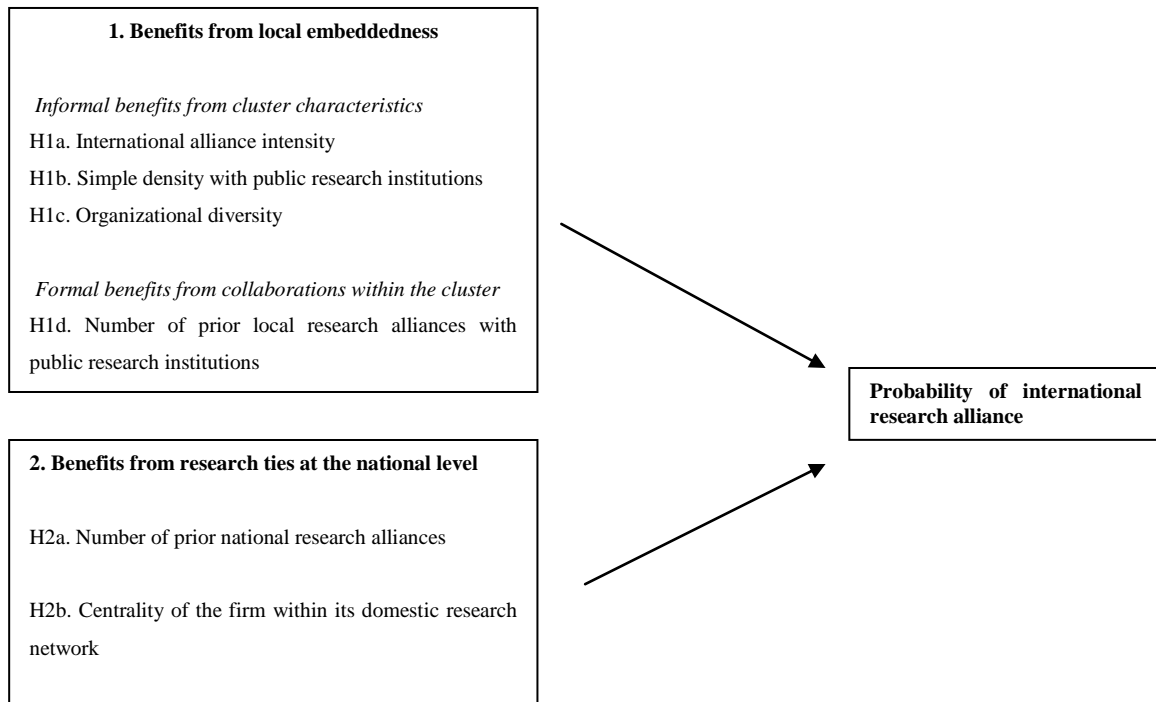 1. Benefits from local embeddedness
Informal benefits from cluster characteristics
H1a. International alliance intensity
H1b. Simple density with public research institutions
H1c. Organizational diversity
Formal benefits from collaborations within the cluster
H1d. Number of prior local research alliances with
public research institutions
2. Benefits from research ties at the national level
H2a. Number of prior national research alliances
H2b. Centrality of the firm within its domestic research
network
Probability of international
research alliance